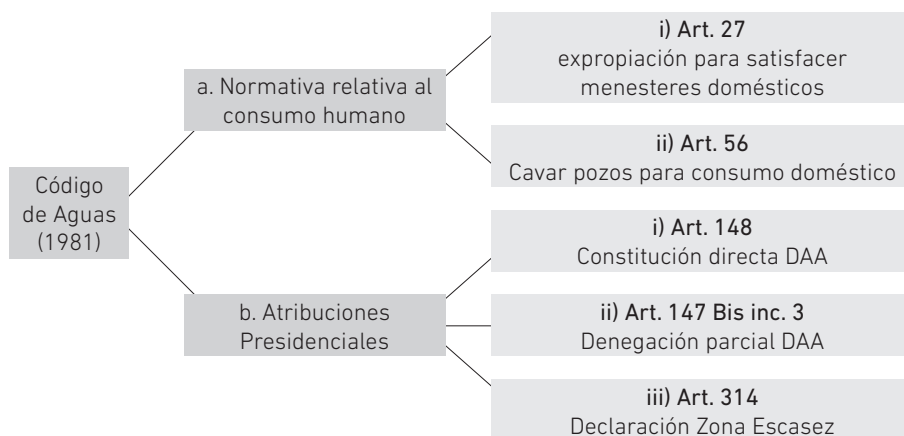 Código
de Aguas
(1981)
a. Normativa relativa al
consumo humano
i) Art. 27
expropiación para satisfacer
menesteres domésticos
ii) Art. 56
Cavar pozos para consumo doméstico
b. Atribuciones
Presidenciales
i) Art. 148
Constitución directa DAA
ii) Art. 147 Bis inc. 3
Denegación parcial DAA
iii) Art. 314
Declaración Zona Escasez